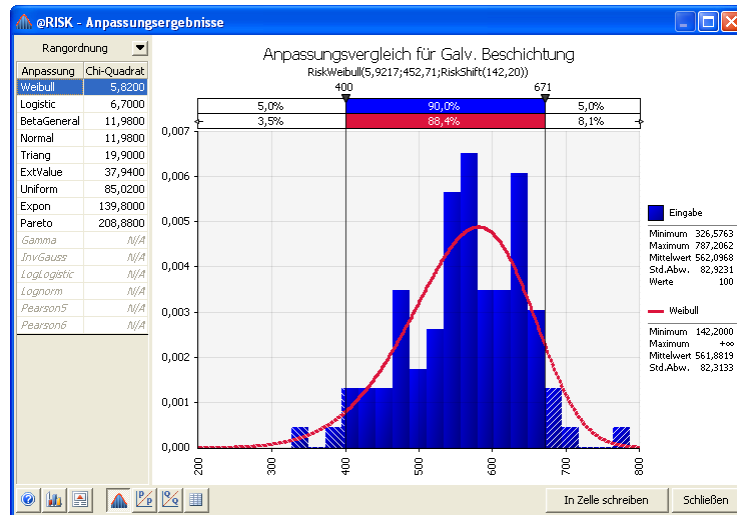 @RISK - Anpassungsergebnisse
Rangordnung
Anpassung Chi-Quadrat
Weibull 5,8200
Logistic 6,7000
BetaGeneral 11,9800
Normal 11,9800
Triang 19,9000
ExtValue 37,9400
Uniform 85,0200
Expon 139,8000
Pareto 208,8800
Gamma N/A
InvGauss N/A
LogLogistic N/A
Lognorm N/A
Pearson5 N/A
Pearson6 N/A
Anpassungsvergleich für Galv. Beschichtung
RiskWeibull(5,9217;452,71;RiskShift(142,20))
400 671
5,0% 90,0% 5,0%
3,5% 88,4% 8,1%
0,007
0,006
0,005
0,004
0,003
0,002
0,001
0,000
200 300 400 500 600 700 800
Eingabe
Minimum 326,5763
Maximum 787,2062
Mittelwert 562,0968
Std.Abw. 82,9231
Werte 100
Weibull
Minimum 142,2000
Maximum +∞
Mittelwert 561,8819
Std.Abw. 82,3133
P P
Q Q
In Zelle schreiben
Schließen